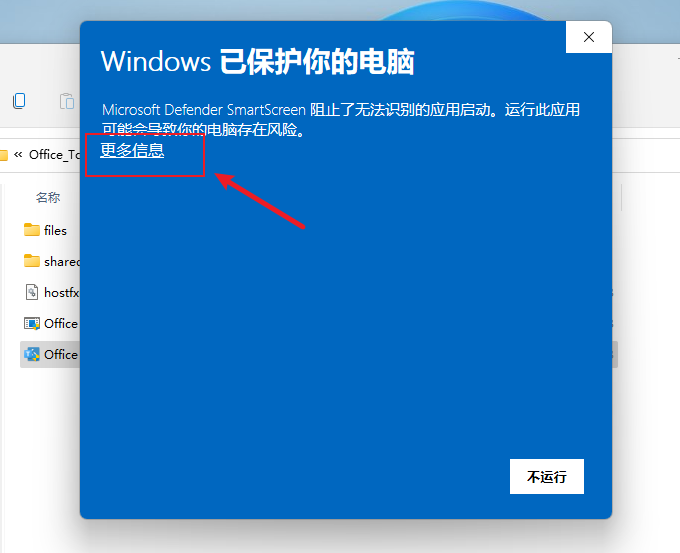 Windows 已保护你的电脑
Microsoft Defender SmartScreen 阻止了无法识别的应用启动。运行此应用
可能会导致你的电脑存在风险。
更多信息
« Office_To
名称
files
shared
hostfx
Office
Office
不运行